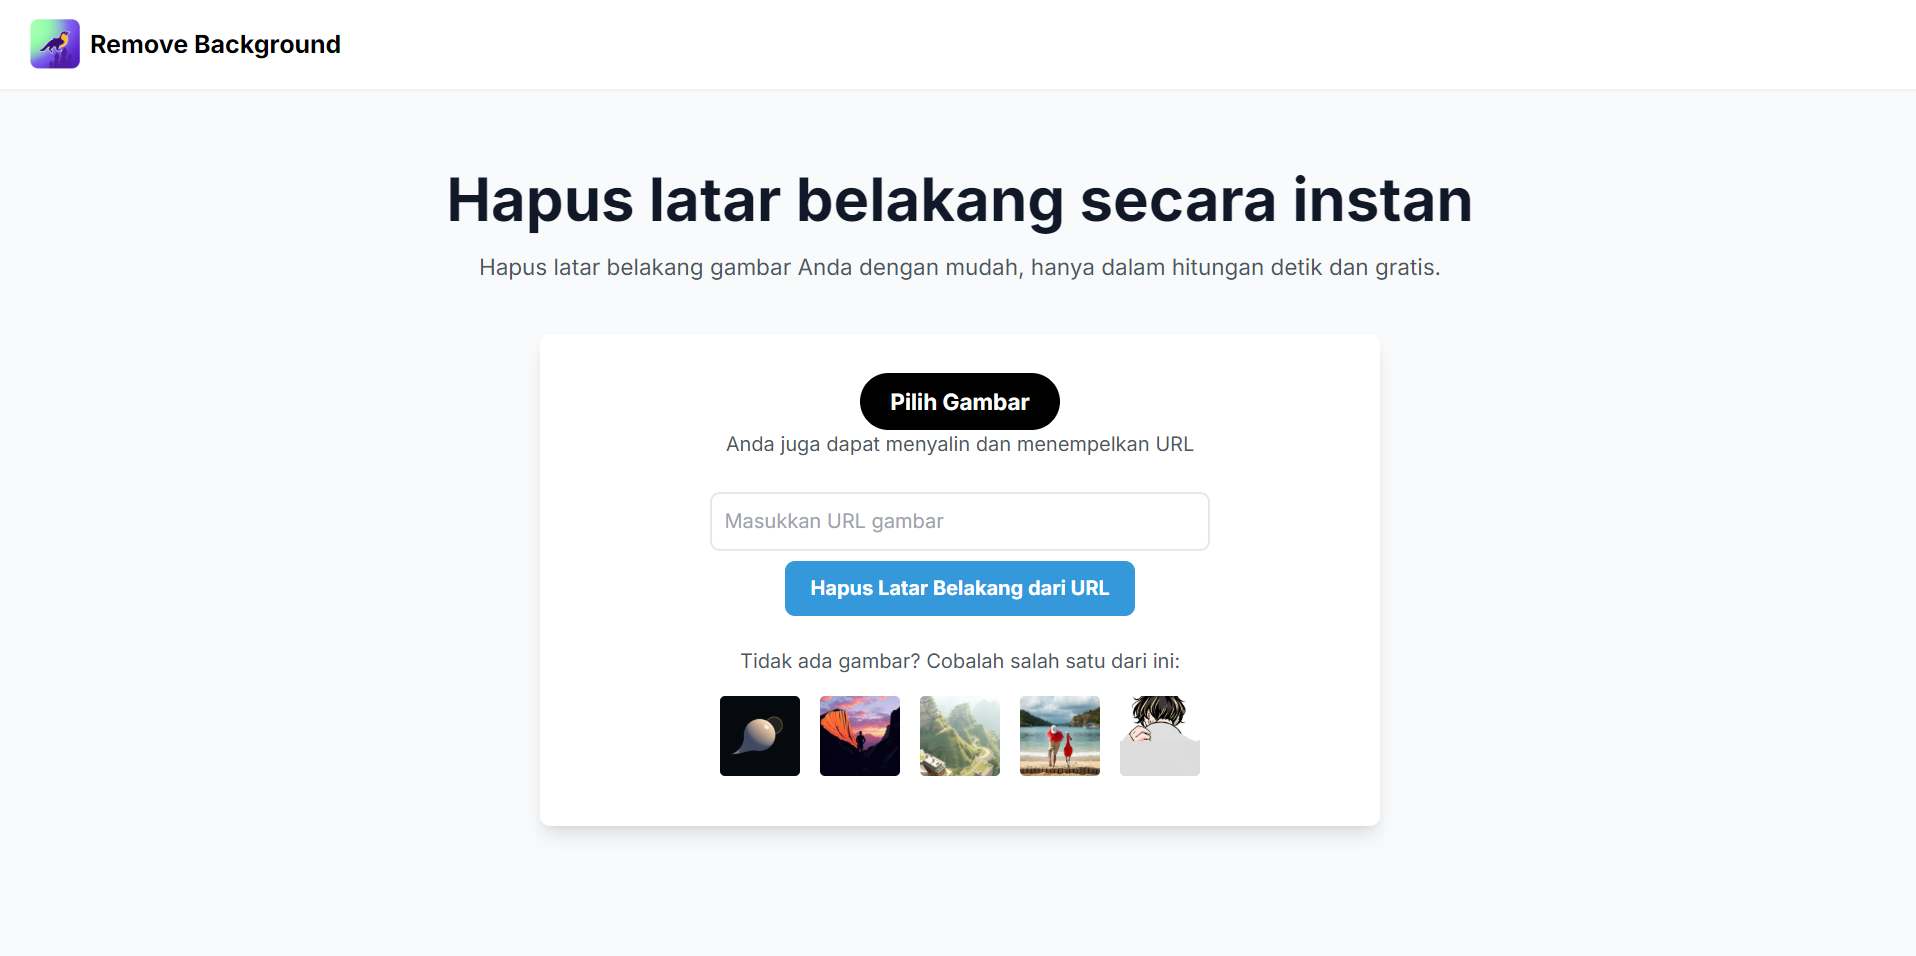 Remove Background
Hapus latar belakang secara instan
Hapus latar belakang gambar Anda dengan mudah, hanya dalam hitungan detik dan gratis.
Pilih Gambar
Anda juga dapat menyalin dan menempelkan URL
Masukkan URL gambar
Hapus Latar Belakang dari URL
Tidak ada gambar? Cobalah salah satu dari ini: